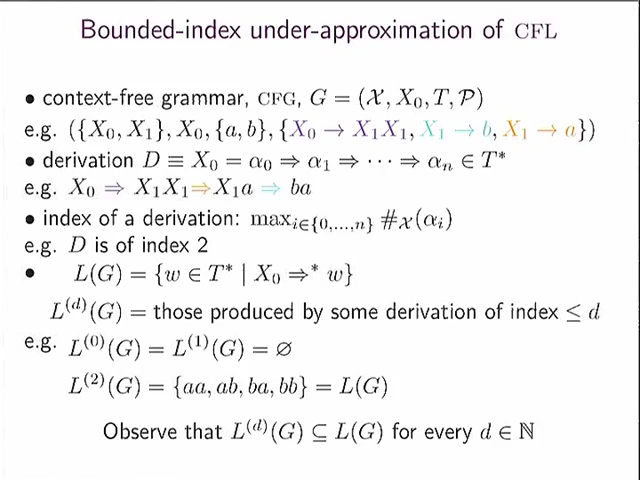 Bounded-index under-approximation of CFL
• context-free grammar, CFG, G = (𝒳, X₀, T, 𝒫)
e.g. ({X₀, X₁}, X₀, {a, b}, {X₀ → X₁X₁, X₁ → b, X₁ → a})
• derivation D ≡ X₀ = α₀ ⇒ α₁ ⇒ ⋯ ⇒ αₙ ∈ T*
e.g. X₀ ⇒ X₁X₁ ⇒ X₁a ⇒ ba
• index of a derivation: max_{i∈{0,...,n}} #_𝒳(αᵢ)
e.g. D is of index 2
• L(G) = {w ∈ T* | X₀ ⇒* w}
L^(d)(G) = those produced by some derivation of index ≤ d
e.g. L^(0)(G) = L^(1)(G) = ∅
L^(2)(G) = {aa, ab, ba, bb} = L(G)
Observe that L^(d)(G) ⊆ L(G) for every d ∈ ℕ